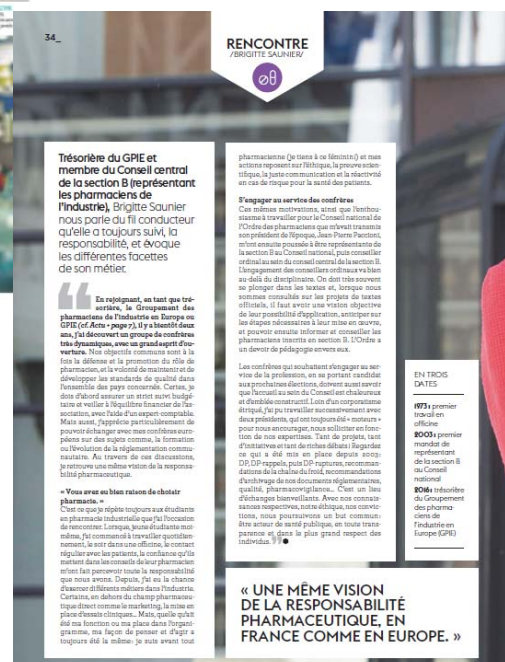 34_
RENCONTRE
/BRIGITTE SAUNIER/
Trésorière du GPIE et
membre du Conseil central
de la section B (représentant
les pharmaciens de
l'industrie), Brigitte Saunier
nous parle du fil conducteur
qu'elle a toujours suivi, la
responsabilité, et évoque
les différentes facettes
de son métier.
En rejoignant, en tant que tré-
sorière, le Groupement des
pharmaciens de l'industrie en Europe ou
GPIE (cf. Actu • page 7), il y a bientôt deux
ans, j'ai découvert un groupe de confrères
très dynamiques, avec un grand esprit d'ou-
verture. Nos objectifs communs sont à la
fois la défense et la promotion du rôle de
pharmacien, et la volonté de maintenir et de
développer les standards de qualité dans
l'ensemble des pays concernés. Certes, je
dois d'abord assurer un strict suivi budgé-
taire et veiller à l'équilibre financier de l'as-
sociation, avec l'aide d'un expert-comptable.
Mais aussi, j'apprécie particulièrement de
pouvoir échanger avec mes confrères euro-
péens sur des sujets comme, la formation
ou l'évolution de la réglementation commu-
nautaire. Au travers de ces discussions,
je retrouve une même vision de la responsa-
bilité pharmaceutique.
« Vous avez eu bien raison de choisir
pharmacie. »
C'est ce que je répète toujours aux étudiants
en pharmacie industrielle que j'ai l'occasion
de rencontrer. Lorsque, jeune étudiante moi-
même, j'ai commencé à travailler quotidien-
nement, le soir dans une officine, le contact
régulier avec les patients, la confiance qu'ils
mettent dans les conseils de leur pharmacien
m'ont fait percevoir toute la responsabilité
que nous avons. Depuis, j'ai eu la chance
d'exercer différents métiers dans l'industrie.
Certains, en dehors du champ pharmaceu-
tique direct comme le marketing, la mise en
place d'essais cliniques... Mais, quelle qu'ait
été ma fonction ou ma place dans l'organi-
gramme, ma façon de penser et d'agir a
toujours été la même : je suis avant tout
pharmacienne (je tiens à ce féminin !) et mes
actions reposent sur l'éthique, la preuve scien-
tifique, la juste communication et la réactivité
en cas de risque pour la santé des patients.
S'engager au service des confrères
Ces mêmes motivations, ainsi que l'enthou-
siasme à travailler pour le Conseil national de
l'Ordre des pharmaciens que m'avait transmis
son président de l'époque, Jean-Pierre Paccioni,
m'ont ensuite poussée à être représentante de
la section B au Conseil national, puis conseiller
ordinal au sein du conseil central de la section B.
L'engagement des conseillers ordinaux va bien
au-delà du disciplinaire. On doit très souvent
se plonger dans les textes et, lorsque nous
sommes consultés sur les projets de textes
officiels, il faut avoir une vision objective
de leur possibilité d'application, anticiper sur
les étapes nécessaires à leur mise en œuvre,
et pouvoir ensuite informer et conseiller les
pharmaciens inscrits en section B. L'Ordre a
un devoir de pédagogie envers eux.
Les confrères qui souhaitent s'engager au ser-
vice de la profession, en se portant candidat
aux prochaines élections, doivent aussi savoir
que l'accueil au sein du Conseil est chaleureux
et d'emblée constructif. Loin d'un corporatisme
étriqué, j'ai pu travailler successivement avec
deux présidents, qui ont toujours été « moteurs »
pour nous encourager, nous solliciter en fonc-
tion de nos expertises. Tant de projets, tant
d'initiatives et tant de riches débats ! Regardez
ce qui a été mis en place depuis 2003 :
DP, DP-rappels, puis DP-ruptures, recomman-
dations de la chaîne du froid, recommandations
d'archivage de nos documents réglementaires,
qualité, pharmacovigilance... C'est un lieu
d'échanges bienveillants. Avec nos connais-
sances respectives, notre éthique, nos convic-
tions, nous poursuivons un but commun :
être acteur de santé publique, en toute trans-
parence et dans le plus grand respect des
individus.
EN TROIS
DATES
1973 : premier
travail en
officine
2003 : premier
mandat de
représentant
de la section B
au Conseil
national
2016 : trésorière
du Groupement
des pharma-
ciens de
l'industrie en
Europe (GPIE)
« UNE MÊME VISION
DE LA RESPONSABILITÉ
PHARMACEUTIQUE, EN
FRANCE COMME EN EUROPE. »